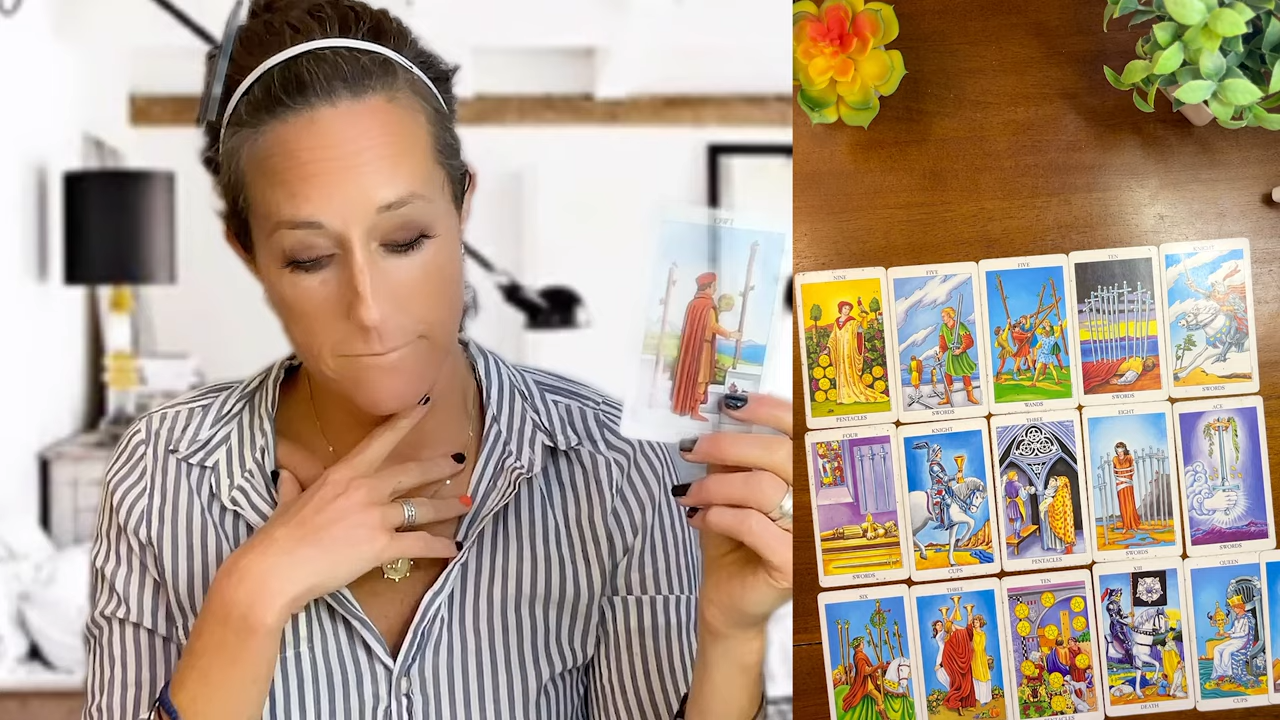 NINE
PENTACLES
FIVE
SWORDS
FIVE
WANDS
TEN
SWORDS
KNIGHT
SWORDS
FOUR
SWORDS
KNIGHT
CUPS
THREE
PENTACLES
EIGHT
SWORDS
ACE
SWORDS
SIX
THREE
TEN
PENTACLES
XIII
DEATH
QUEEN
CUPS